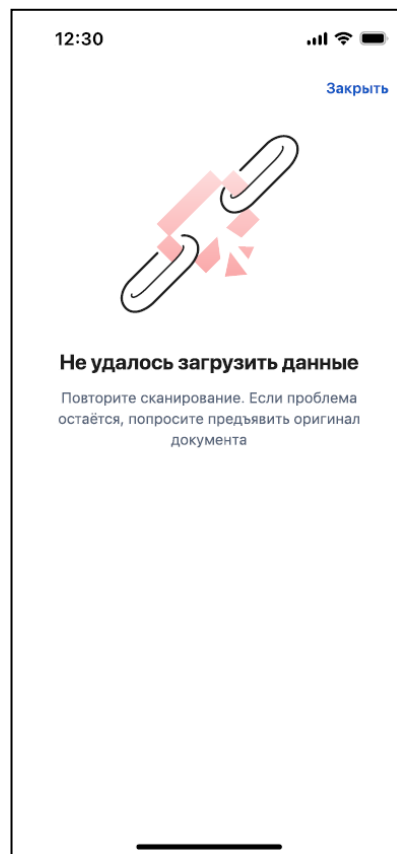 12:30
Закрыть
Не удалось загрузить данные
Повторите сканирование. Если проблема
остаётся, попросите предъявить оригинал
документа